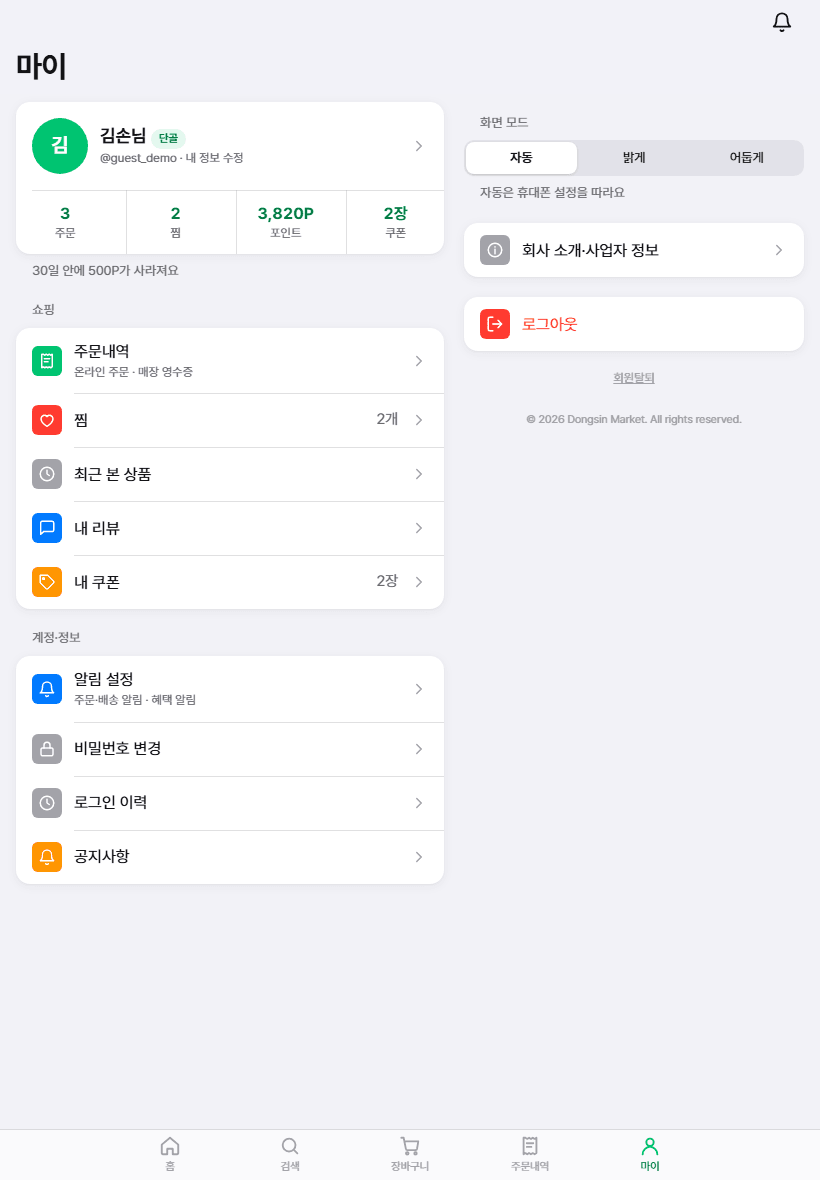 마이
김
김손님 단골
@guest_demo · 내 정보 수정
3
주문
2
찜
3,820P
포인트
2장
쿠폰
30일 안에 500P가 사라져요
쇼핑
주문내역
온라인 주문 · 매장 영수증
찜 2개
최근 본 상품
내 리뷰
내 쿠폰 2장
계정·정보
알림 설정
주문·배송 알림 · 혜택 알림
비밀번호 변경
로그인 이력
공지사항
화면 모드
자동 밝게 어둡게
자동은 휴대폰 설정을 따라요
회사 소개·사업자 정보
로그아웃
회원탈퇴
© 2026 Dongsin Market. All rights reserved.
홈 검색 장바구니 주문내역 마이